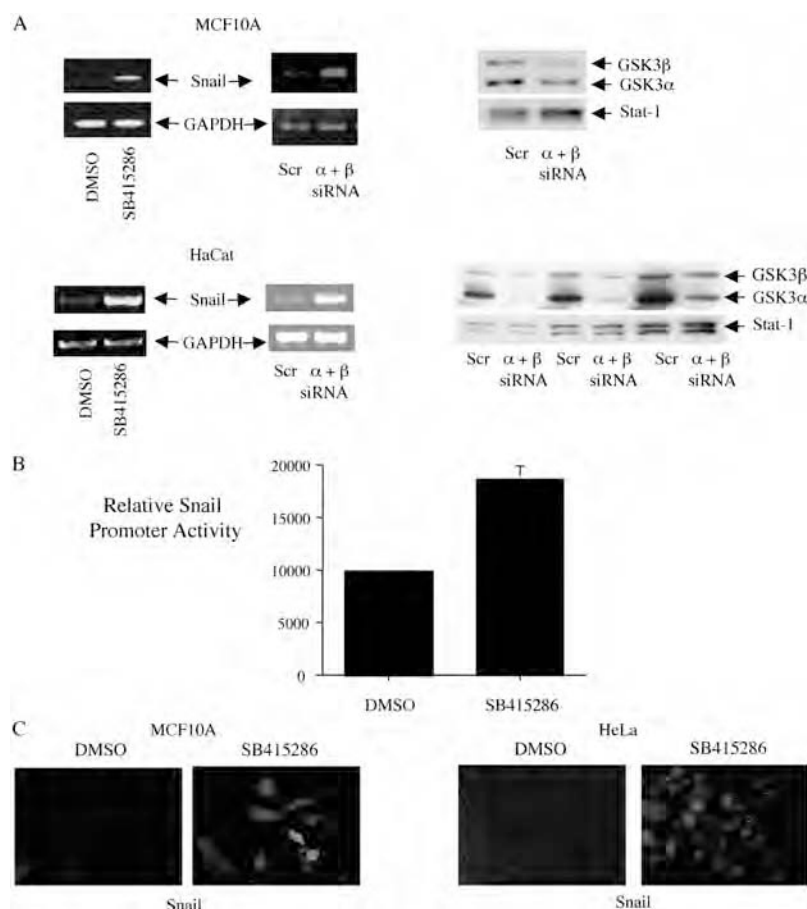 A
MCF10A
Snail
GAPDH
DMSO
SB415286
Scr α + β
siRNA
GSK3β
GSK3α
Stat-1
Scr α + β
siRNA
HaCat
Snail
GAPDH
DMSO
SB415286
Scr α + β
siRNA
GSK3β
GSK3α
Stat-1
Scr α + β Scr α + β Scr α + β
siRNA siRNA siRNA
B
Relative Snail
Promoter Activity
20000
15000
10000
5000
0
DMSO SB415286
C
MCF10A HeLa
DMSO SB415286 DMSO SB415286
Snail Snail